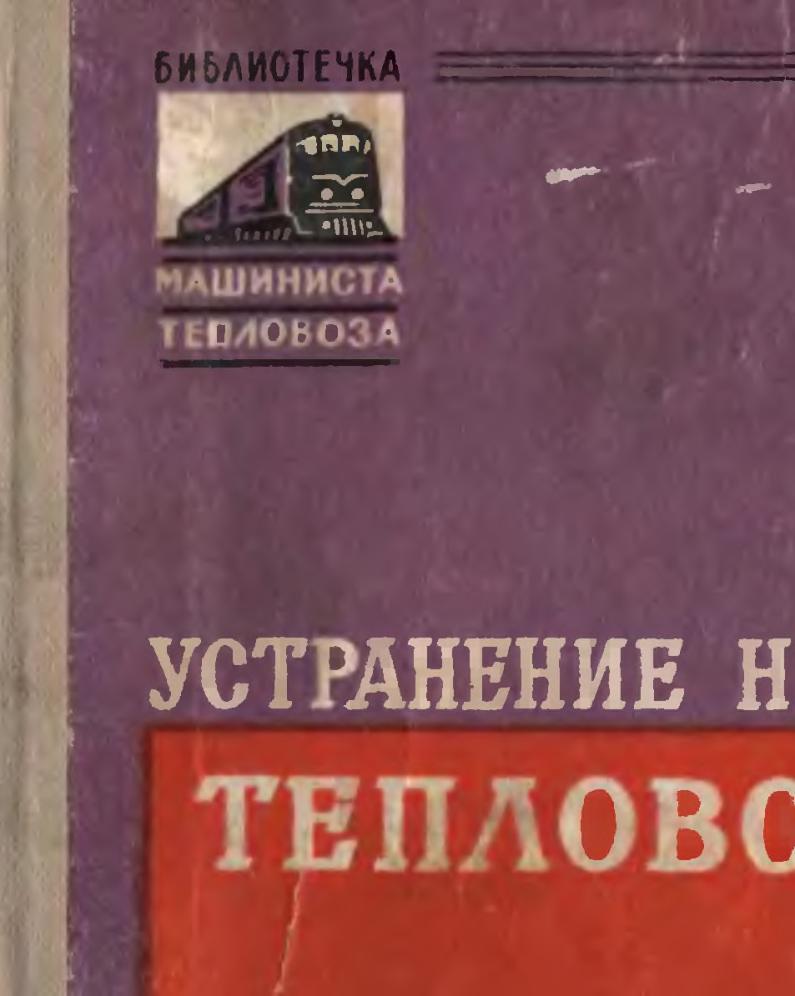 БИБЛИОТЕЧКА
МАШИНИСТА
ТЕПЛОВОЗА
УСТРАНЕНИЕ Н
ТЕПЛОВО